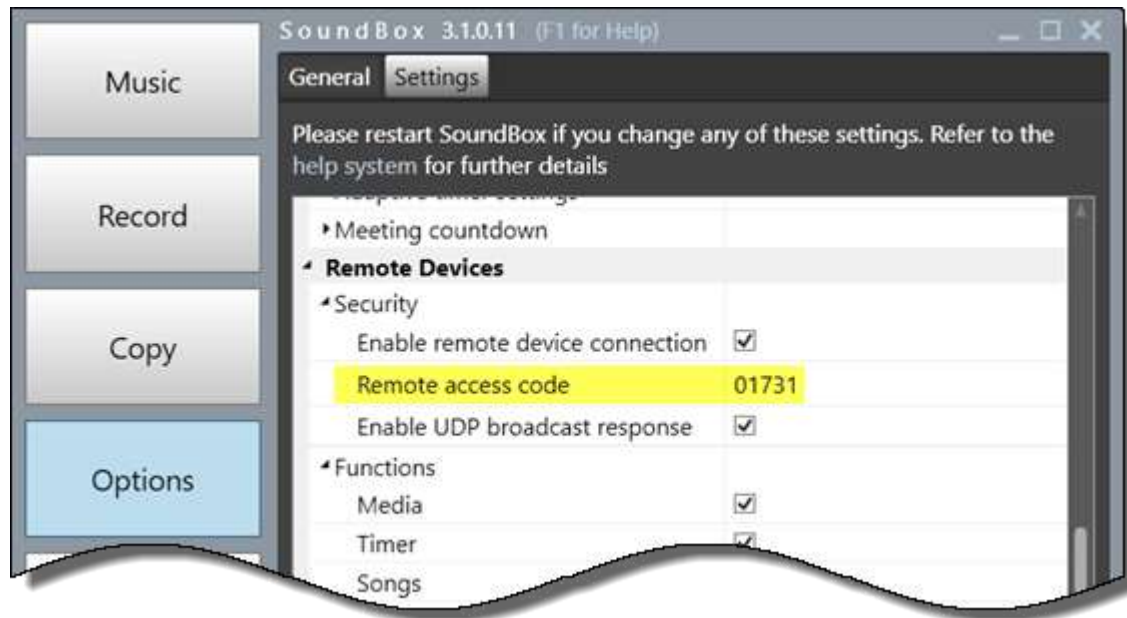 SoundBox 3.1.0.11 (F1 for Help)
Music
Record
Copy
Options
General Settings
Please restart SoundBox if you change any of these settings. Refer to the
help system for further details
Meeting countdown
Remote Devices
Security
Enable remote device connection
Remote access code 01731
Enable UDP broadcast response
Functions
Media
Timer
Songs